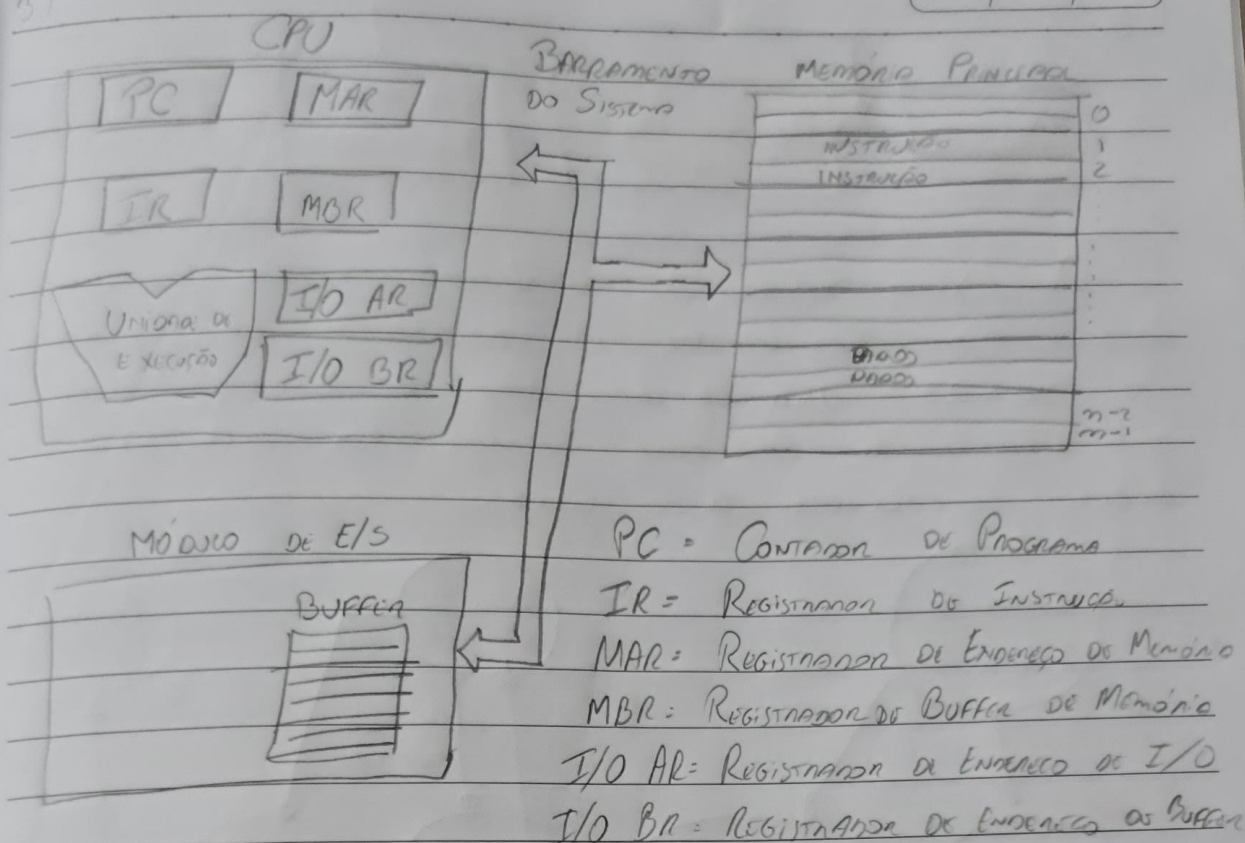 CPU
PC
MAR
IR
MBR
UNIDADE DE
EXECUÇÃO
I/O AR
I/O BR
BARRAMENTO
DO SISTEMA
MEMÓRIA PRINCIPAL
0
INSTRUÇÃO
1
INSTRUÇÃO
2
DADOS
DADOS
n-2
n-1
MÓDULO DE E/S
BUFFER
PC = CONTADOR DE PROGRAMA
IR = REGISTRADOR DE INSTRUÇÃO
MAR = REGISTRADOR DE ENDEREÇO DE MEMÓRIA
MBR = REGISTRADOR DE BUFFER DE MEMÓRIA
I/O AR = REGISTRADOR DE ENDEREÇO DE I/O
I/O BR = REGISTRADOR DE ENDEREÇO DE BUFFER